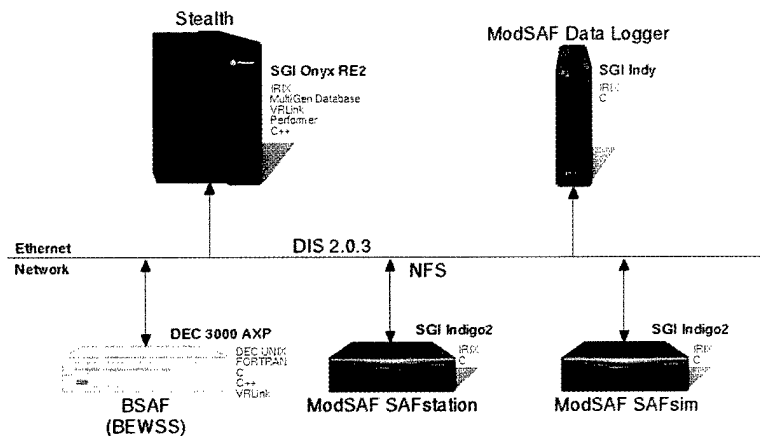 Stealth
SGI Onyx RE2
IRIX
MultiGen Database
VRLink
Performer
C++
ModSAF Data Logger
SGI Indy
IRIX
C
Ethernet
Network
DIS 2.0.3
NFS
DEC 3000 AXP
DEC UNIX
FORTRAN
C
C++
VRLink
BSAF
(BEWSS)
SGI Indigo2
IRIX
C
ModSAF SAFstation
SGI Indigo2
IRIX
C
ModSAF SAFsim